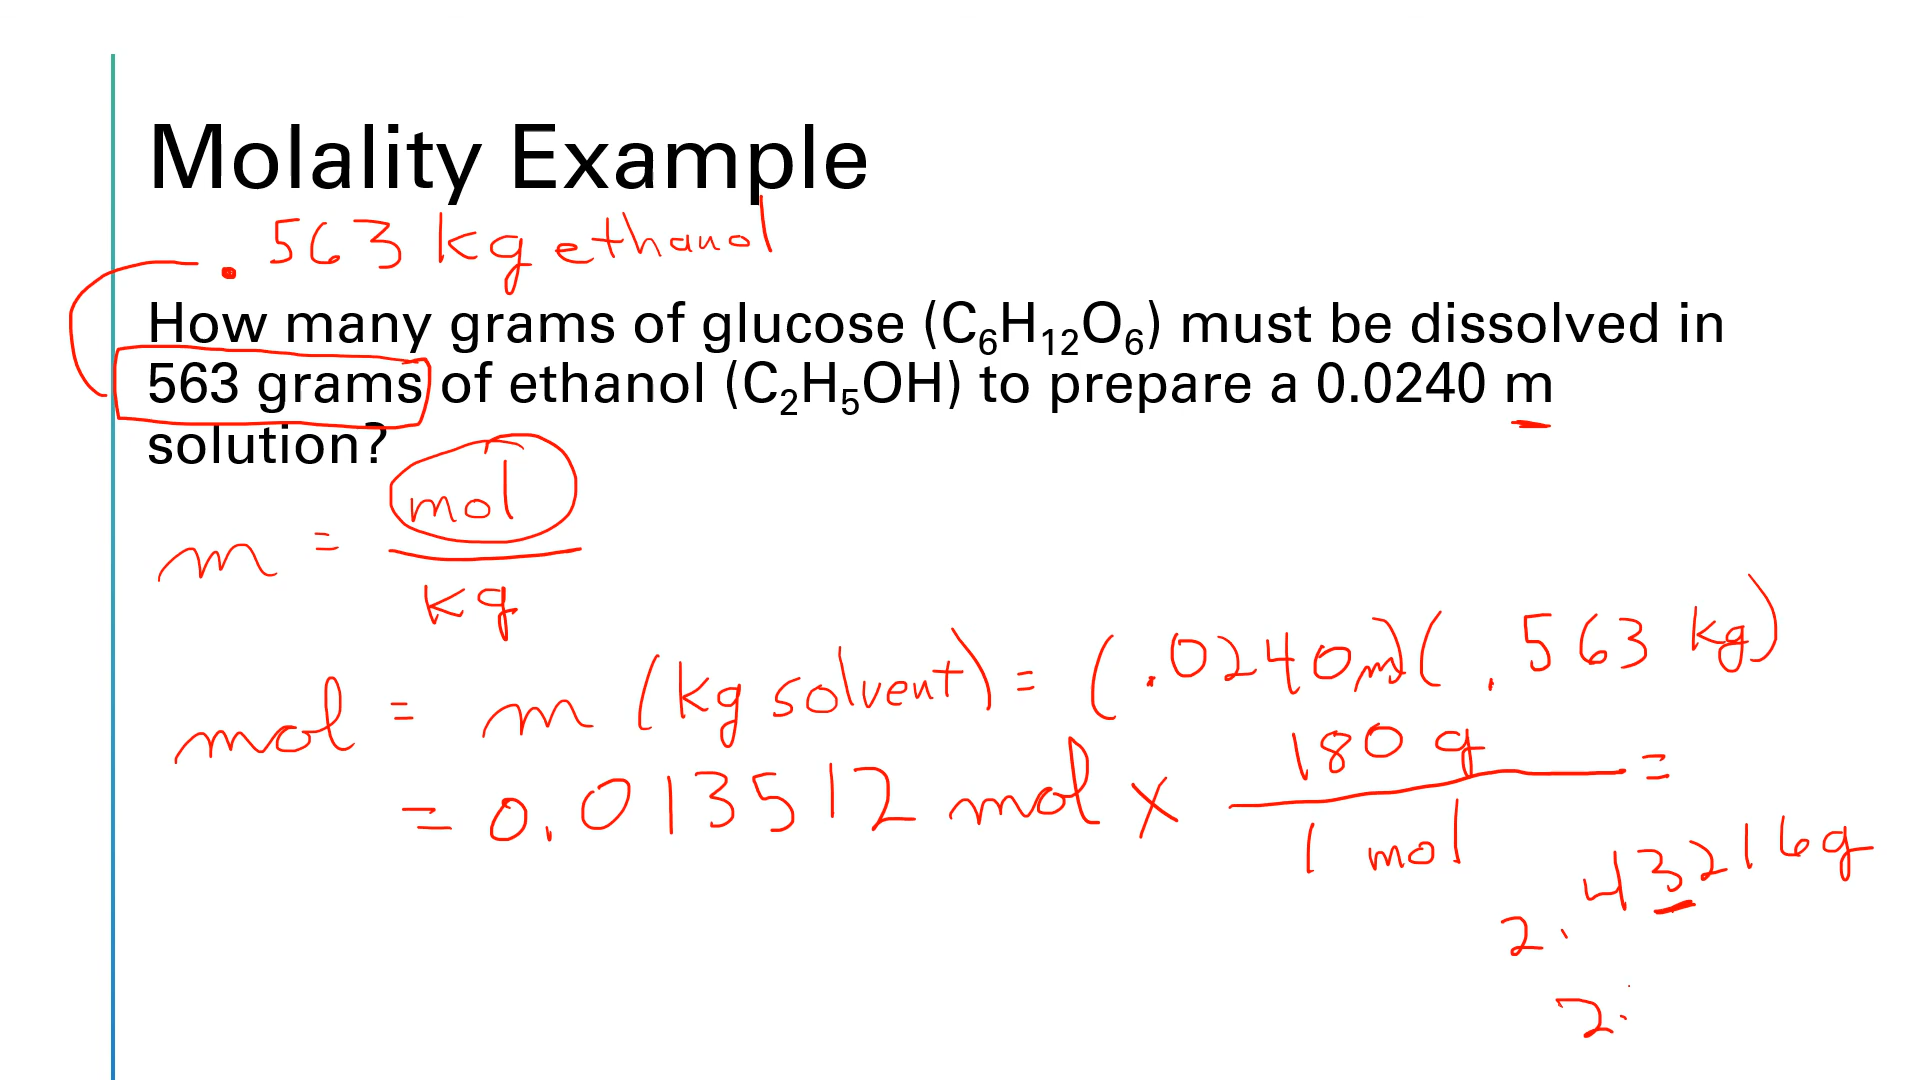 Molality Example
.563 kg ethanol
How many grams of glucose (C₆H₁₂O₆) must be dissolved in
563 grams of ethanol (C₂H₅OH) to prepare a 0.0240 m
solution?
m = mol / kg
mol = m (kg solvent) = (.0240m)(.563 kg)
= 0.013512 mol x 180 g / 1 mol =
2.43216g
2.